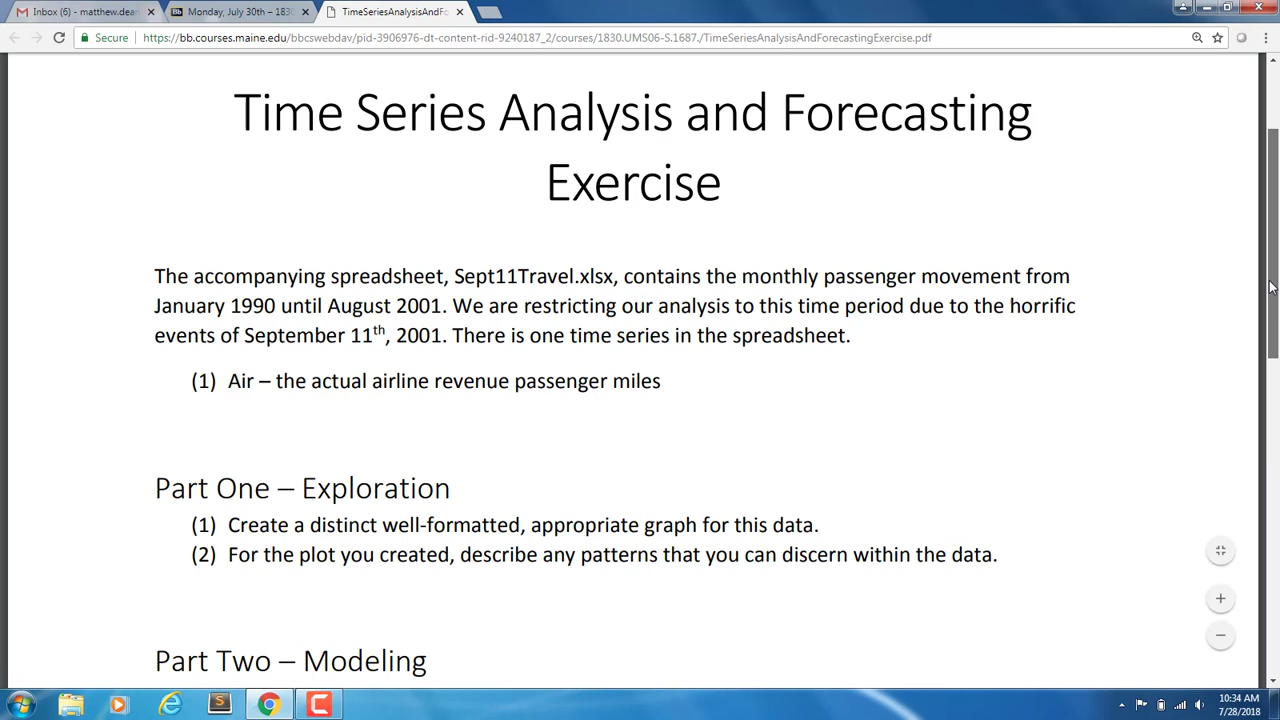 Inbox (6) - matthew.dean
Monday, July 30th – 1830
TimeSeriesAnalysisAndFo
Secure
https://bb.courses.maine.edu/bbcswebdav/pid-3906976-dt-content-rid-9240187_2/courses/1830.UMS06-S.1687./TimeSeriesAnalysisAndForecastingExercise.pdf
Time Series Analysis and Forecasting
Exercise
The accompanying spreadsheet, Sept11Travel.xlsx, contains the monthly passenger movement from
January 1990 until August 2001. We are restricting our analysis to this time period due to the horrific
events of September 11th, 2001. There is one time series in the spreadsheet.
(1) Air – the actual airline revenue passenger miles
Part One – Exploration
(1) Create a distinct well-formatted, appropriate graph for this data.
(2) For the plot you created, describe any patterns that you can discern within the data.
Part Two – Modeling
10:34 AM
7/28/2018